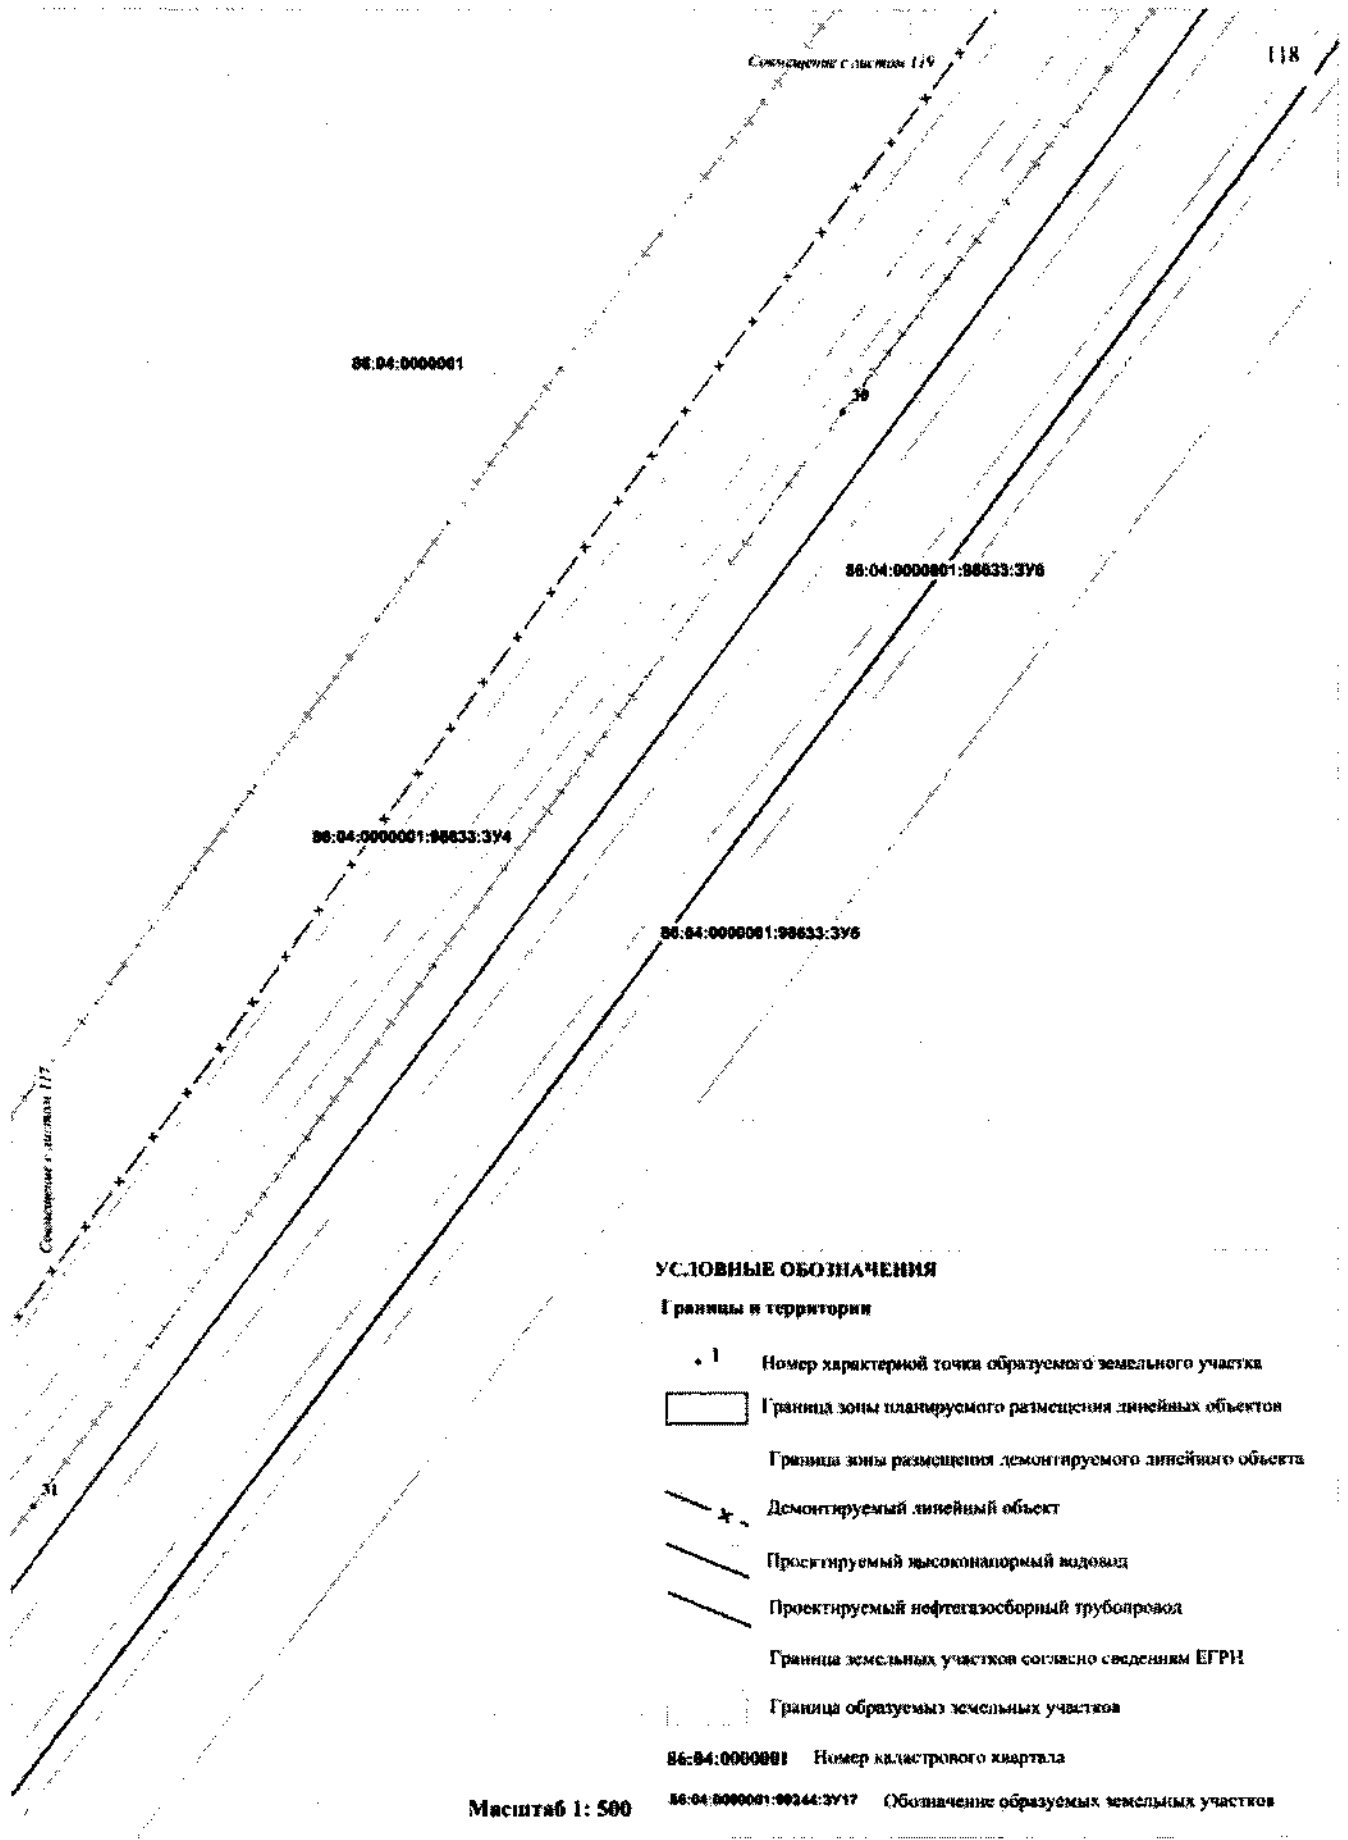 118
Совмещение с листом 119
86:04:0000001
30
86:04:0000001:98633:ЗУ6
86:04:0000001:98633:ЗУ4
86:04:0000001:98633:ЗУ5
Совмещение с листом 117
31
УСЛОВНЫЕ ОБОЗНАЧЕНИЯ
Границы и территории
1 Номер характерной точки образуемого земельного участка
Граница зоны планируемого размещения линейных объектов
Граница зоны размещения демонтируемого линейного объекта
Демонтируемый линейный объект
Проектируемый высоконапорный водовод
Проектируемый нефтегазосборный трубопровод
Граница земельных участков согласно сведениям ЕГРН
Граница образуемыз земельных участков
86:04:0000001 Номер кадастрового квартала
86:04:0000001:99244:ЗУ17 Обозначение образуемых земельных участков
Масштаб 1: 500